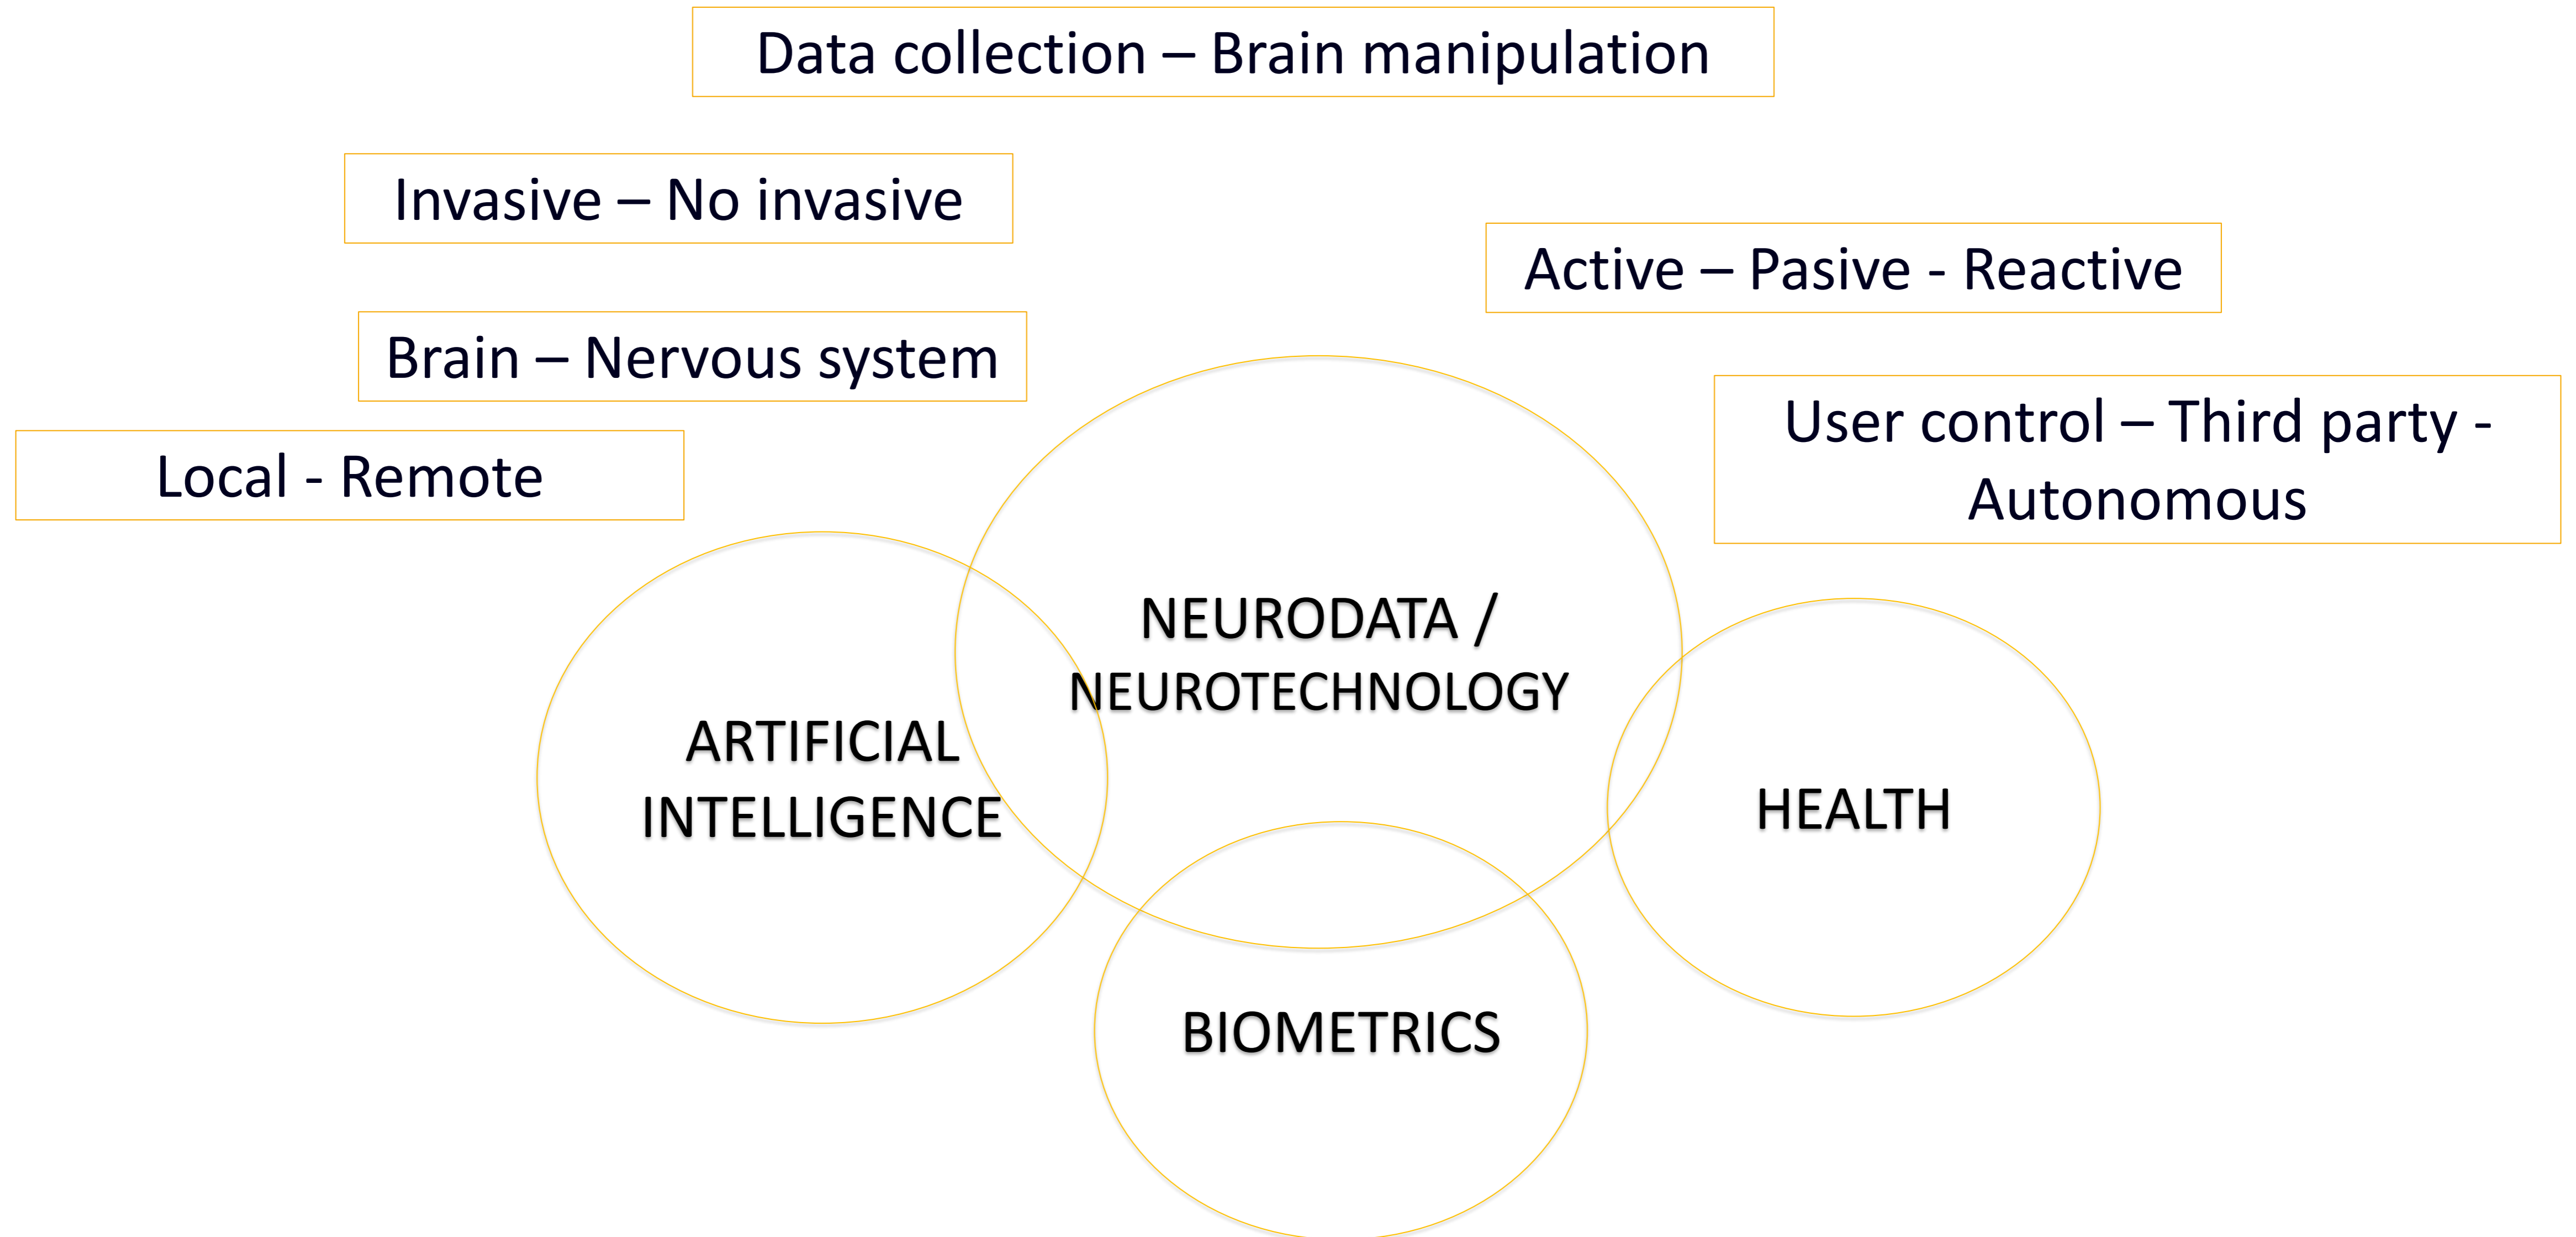 Data collection – Brain manipulation
Invasive – No invasive
Active – Pasive - Reactive
Brain – Nervous system
User control – Third party -
Autonomous
Local - Remote
NEURODATA /
NEUROTECHNOLOGY
ARTIFICIAL
INTELLIGENCE
HEALTH
BIOMETRICS